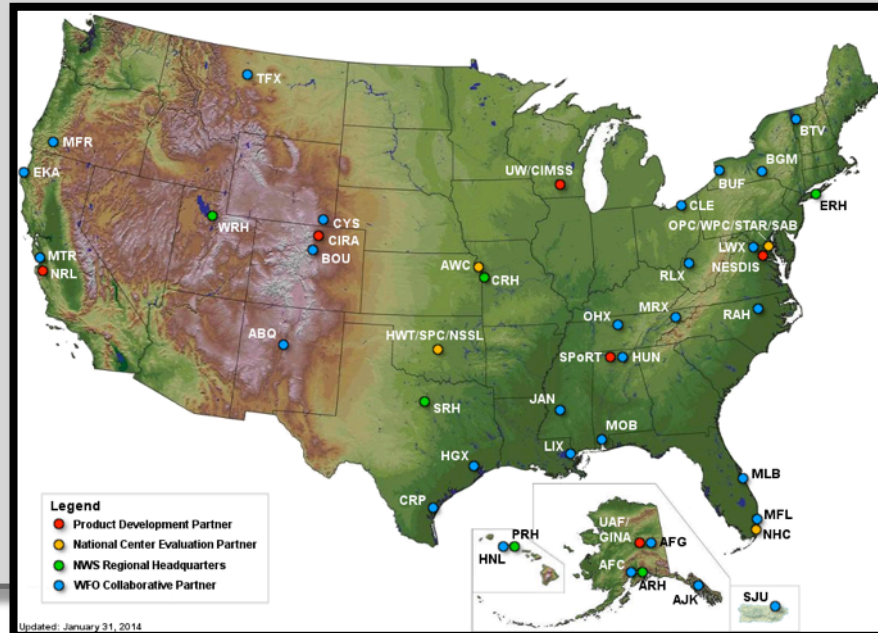 TFX
BTV
MFR
BGM
UW/CIMSS
EKA
BUF
CLE
ERH
WRH
CYS
OPC/WPC/STAR/SAB
CIRA
LWX
MTR
BOU
AWC
NESDIS
NRL
CRH
RLX
OHX
MRX
RAH
ABQ
HWT/SPC/NSSL
SPoRT
HUN
SRH
JAN
MOB
HGX
LIX
MLB
CRP
MFL
NHC
PRH
UAF/
GINA
HNL
AFG
AFC
ARH
AJK
SJU
Legend
Product Development Partner
National Center Evaluation Partner
NWS Regional Headquarters
WFO Collaborative Partner
Updated: January 31, 2014